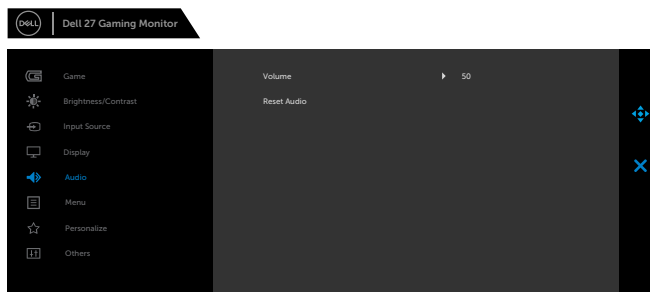 DELL
Dell 27 Gaming Monitor
Game
Volume 50
Brightness/Contrast
Reset Audio
Input Source
Display
Audio
Menu
Personalize
Others